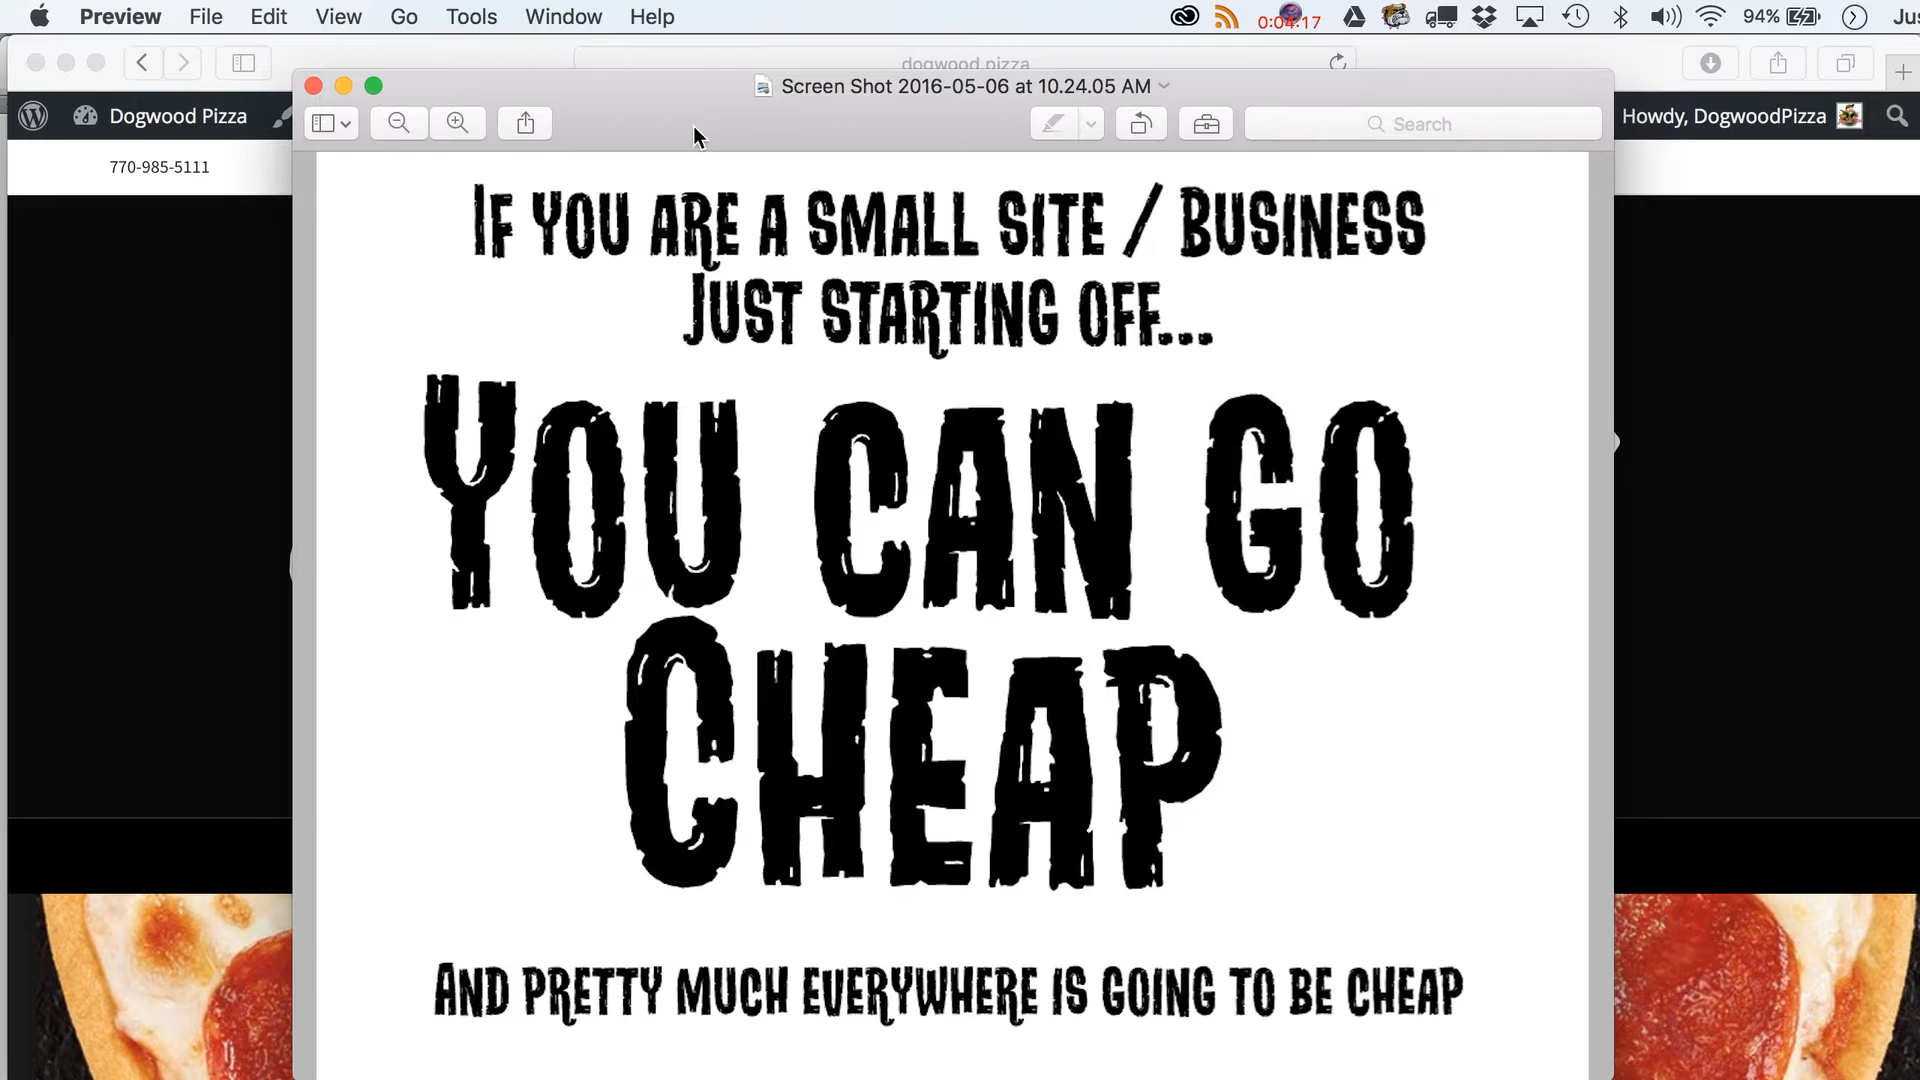 Preview File Edit View Go Tools Window Help 0:04:17 94% Jus
dogwood.pizza
Screen Shot 2016-05-06 at 10.24.05 AM
Dogwood Pizza
Search
Howdy, DogwoodPizza
770-985-5111
If you are a small site / Business
Just starting off...
You can go
Cheap
And pretty much everywhere is going to be cheap